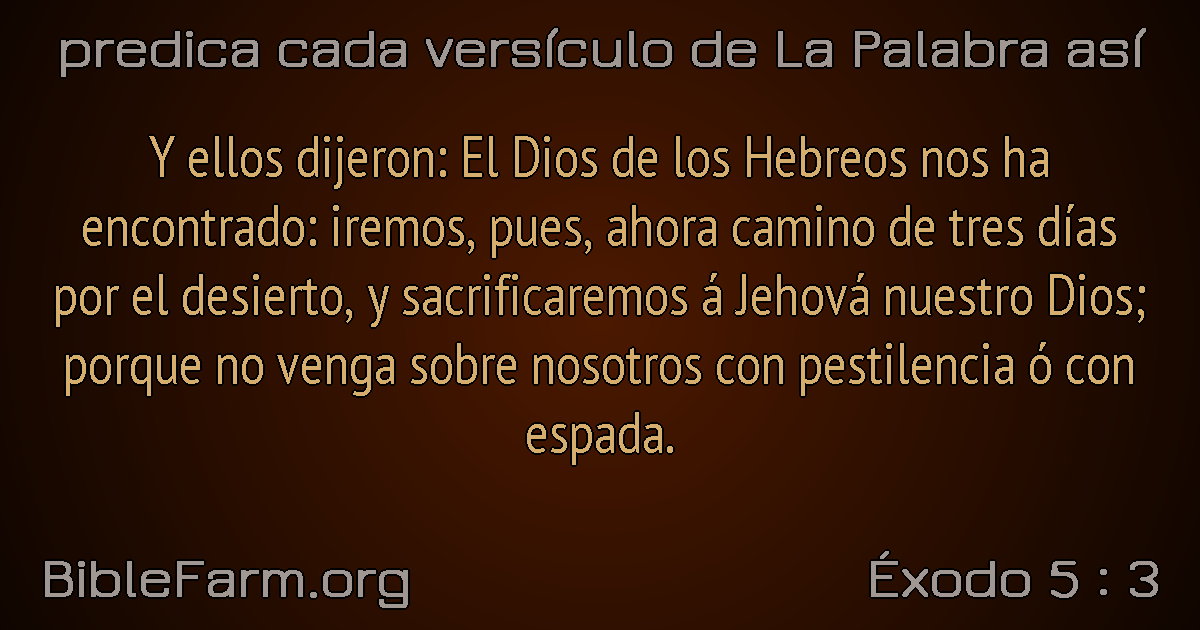 predica cada versículo de La Palabra así
Y ellos dijeron: El Dios de los Hebreos nos ha
encontrado: iremos, pues, ahora camino de tres días
por el desierto, y sacrificaremos á Jehová nuestro Dios;
porque no venga sobre nosotros con pestilencia ó con
espada.
BibleFarm.org
Éxodo 5 : 3